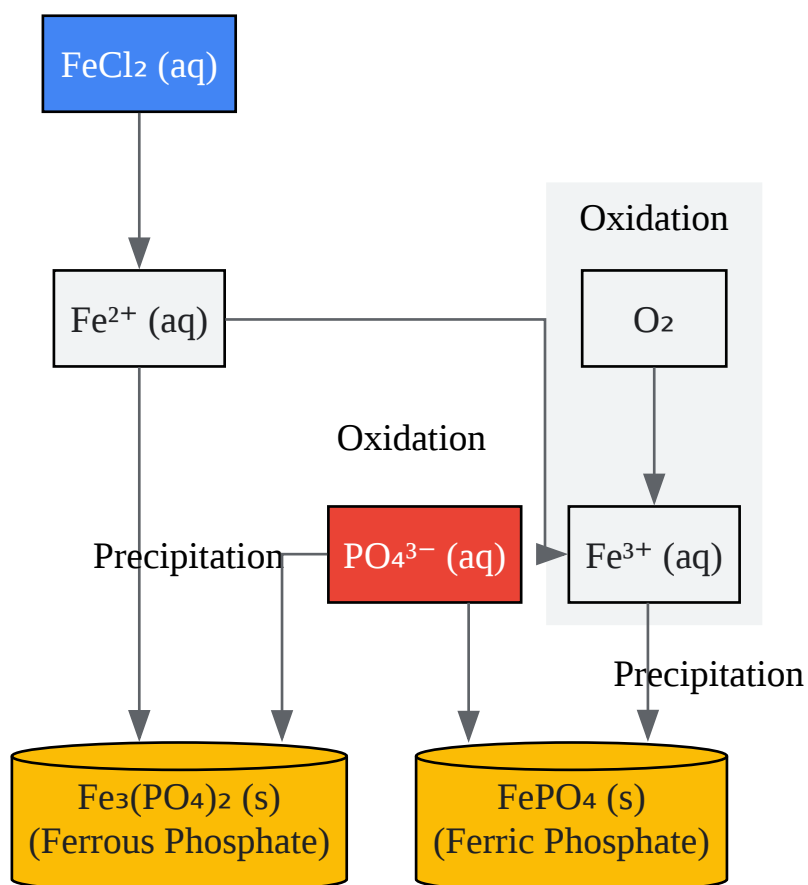 FeCl₂ (aq)
Oxidation
Fe²⁺ (aq)
O₂
Oxidation
Precipitation
PO₄³⁻ (aq)
Fe³⁺ (aq)
Precipitation
Fe₃(PO₄)₂ (s)
(Ferrous Phosphate)
FePO₄ (s)
(Ferric Phosphate)